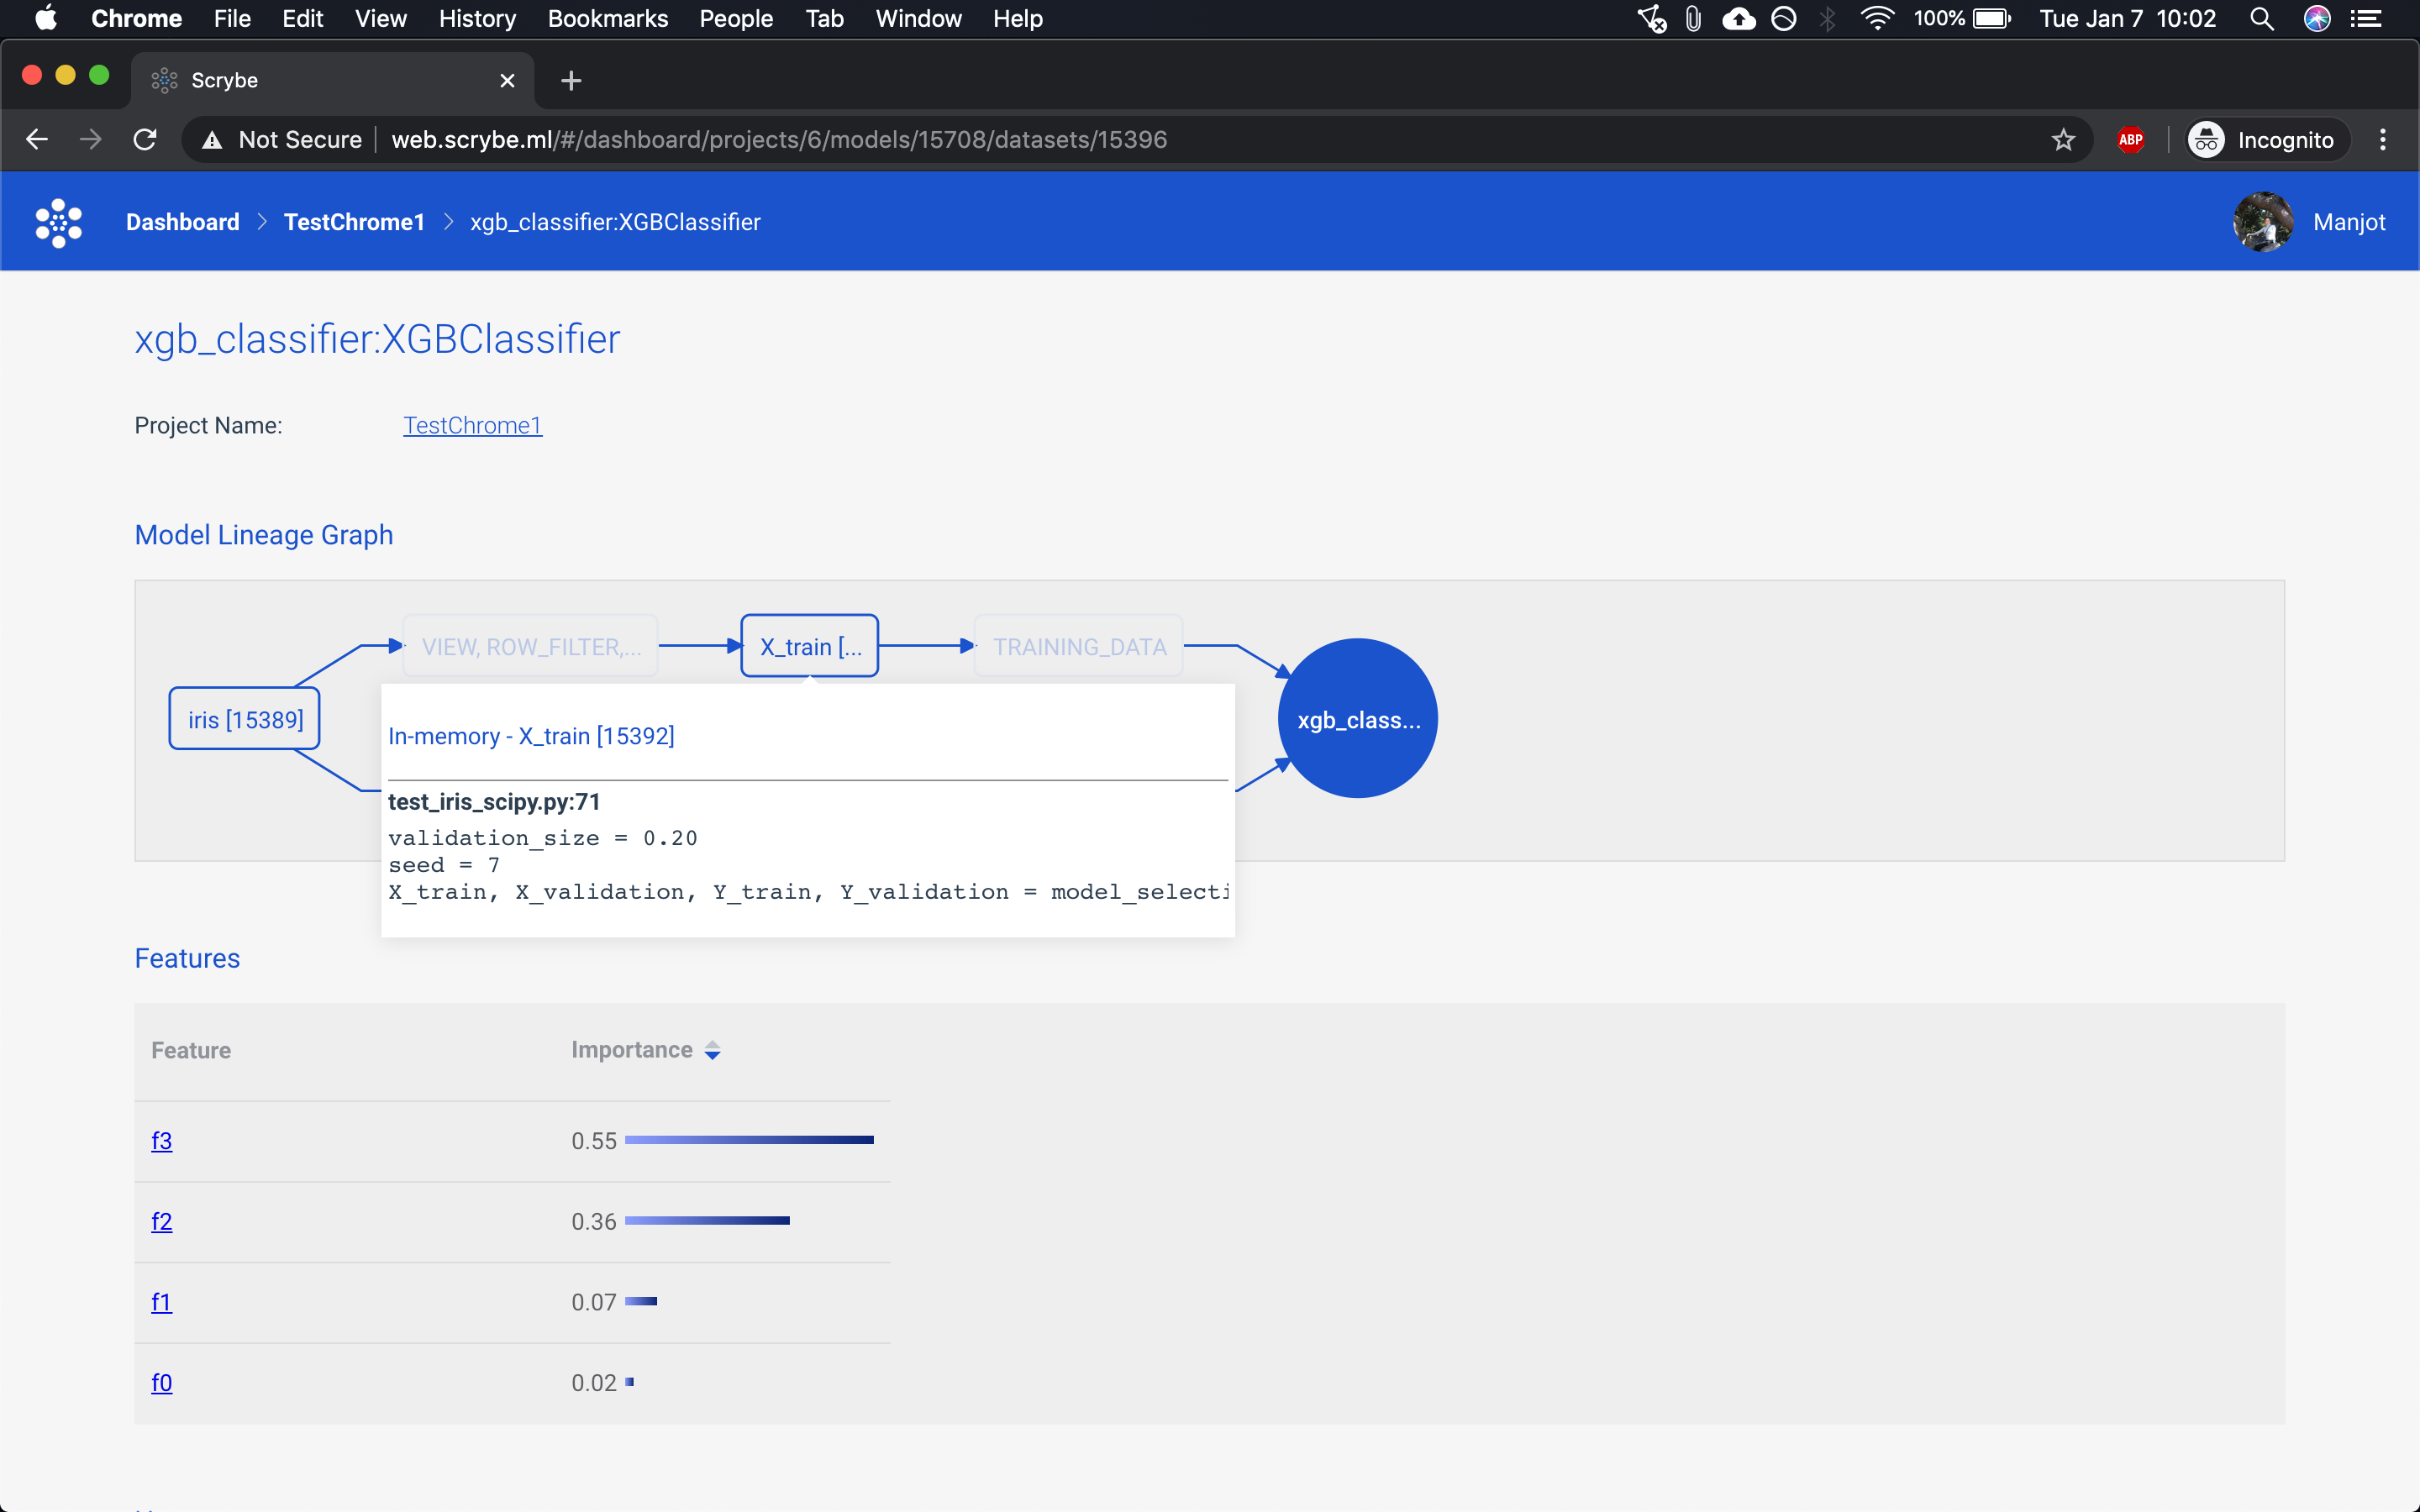 Chrome File Edit View History Bookmarks People Tab Window Help 100% Tue Jan 7 10:02
Scrybe
Not Secure web.scrybe.ml/#/dashboard/projects/6/models/15708/datasets/15396 ABP Incognito
Dashboard > TestChrome1 > xgb_classifier:XGBClassifier Manjot
xgb_classifier:XGBClassifier
Project Name: TestChrome1
Model Lineage Graph
VIEW, ROW_FILTER,... X_train [... TRAINING_DATA
iris [15389] xgb_class...
In-memory - X_train [15392]
test_iris_scipy.py:71
validation_size = 0.20
seed = 7
X_train, X_validation, Y_train, Y_validation = model_selecti
Features
Feature Importance
f3 0.55
f2 0.36
f1 0.07
f0 0.02